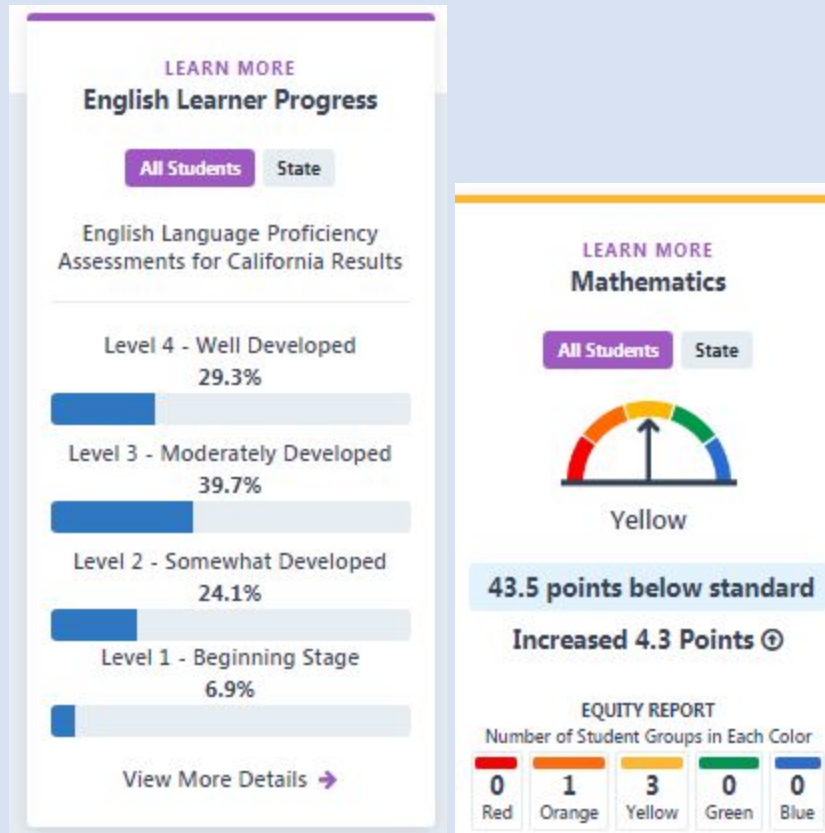 LEARN MORE
English Learner Progress
All Students State
English Language Proficiency
Assessments for California Results
Level 4 - Well Developed
29.3%
Level 3 - Moderately Developed
39.7%
Level 2 - Somewhat Developed
24.1%
Level 1 - Beginning Stage
6.9%
View More Details →
LEARN MORE
Mathematics
All Students State
Yellow
43.5 points below standard
Increased 4.3 Points
EQUITY REPORT
Number of Student Groups in Each Color
0 1 3 0 0
Red Orange Yellow Green Blue